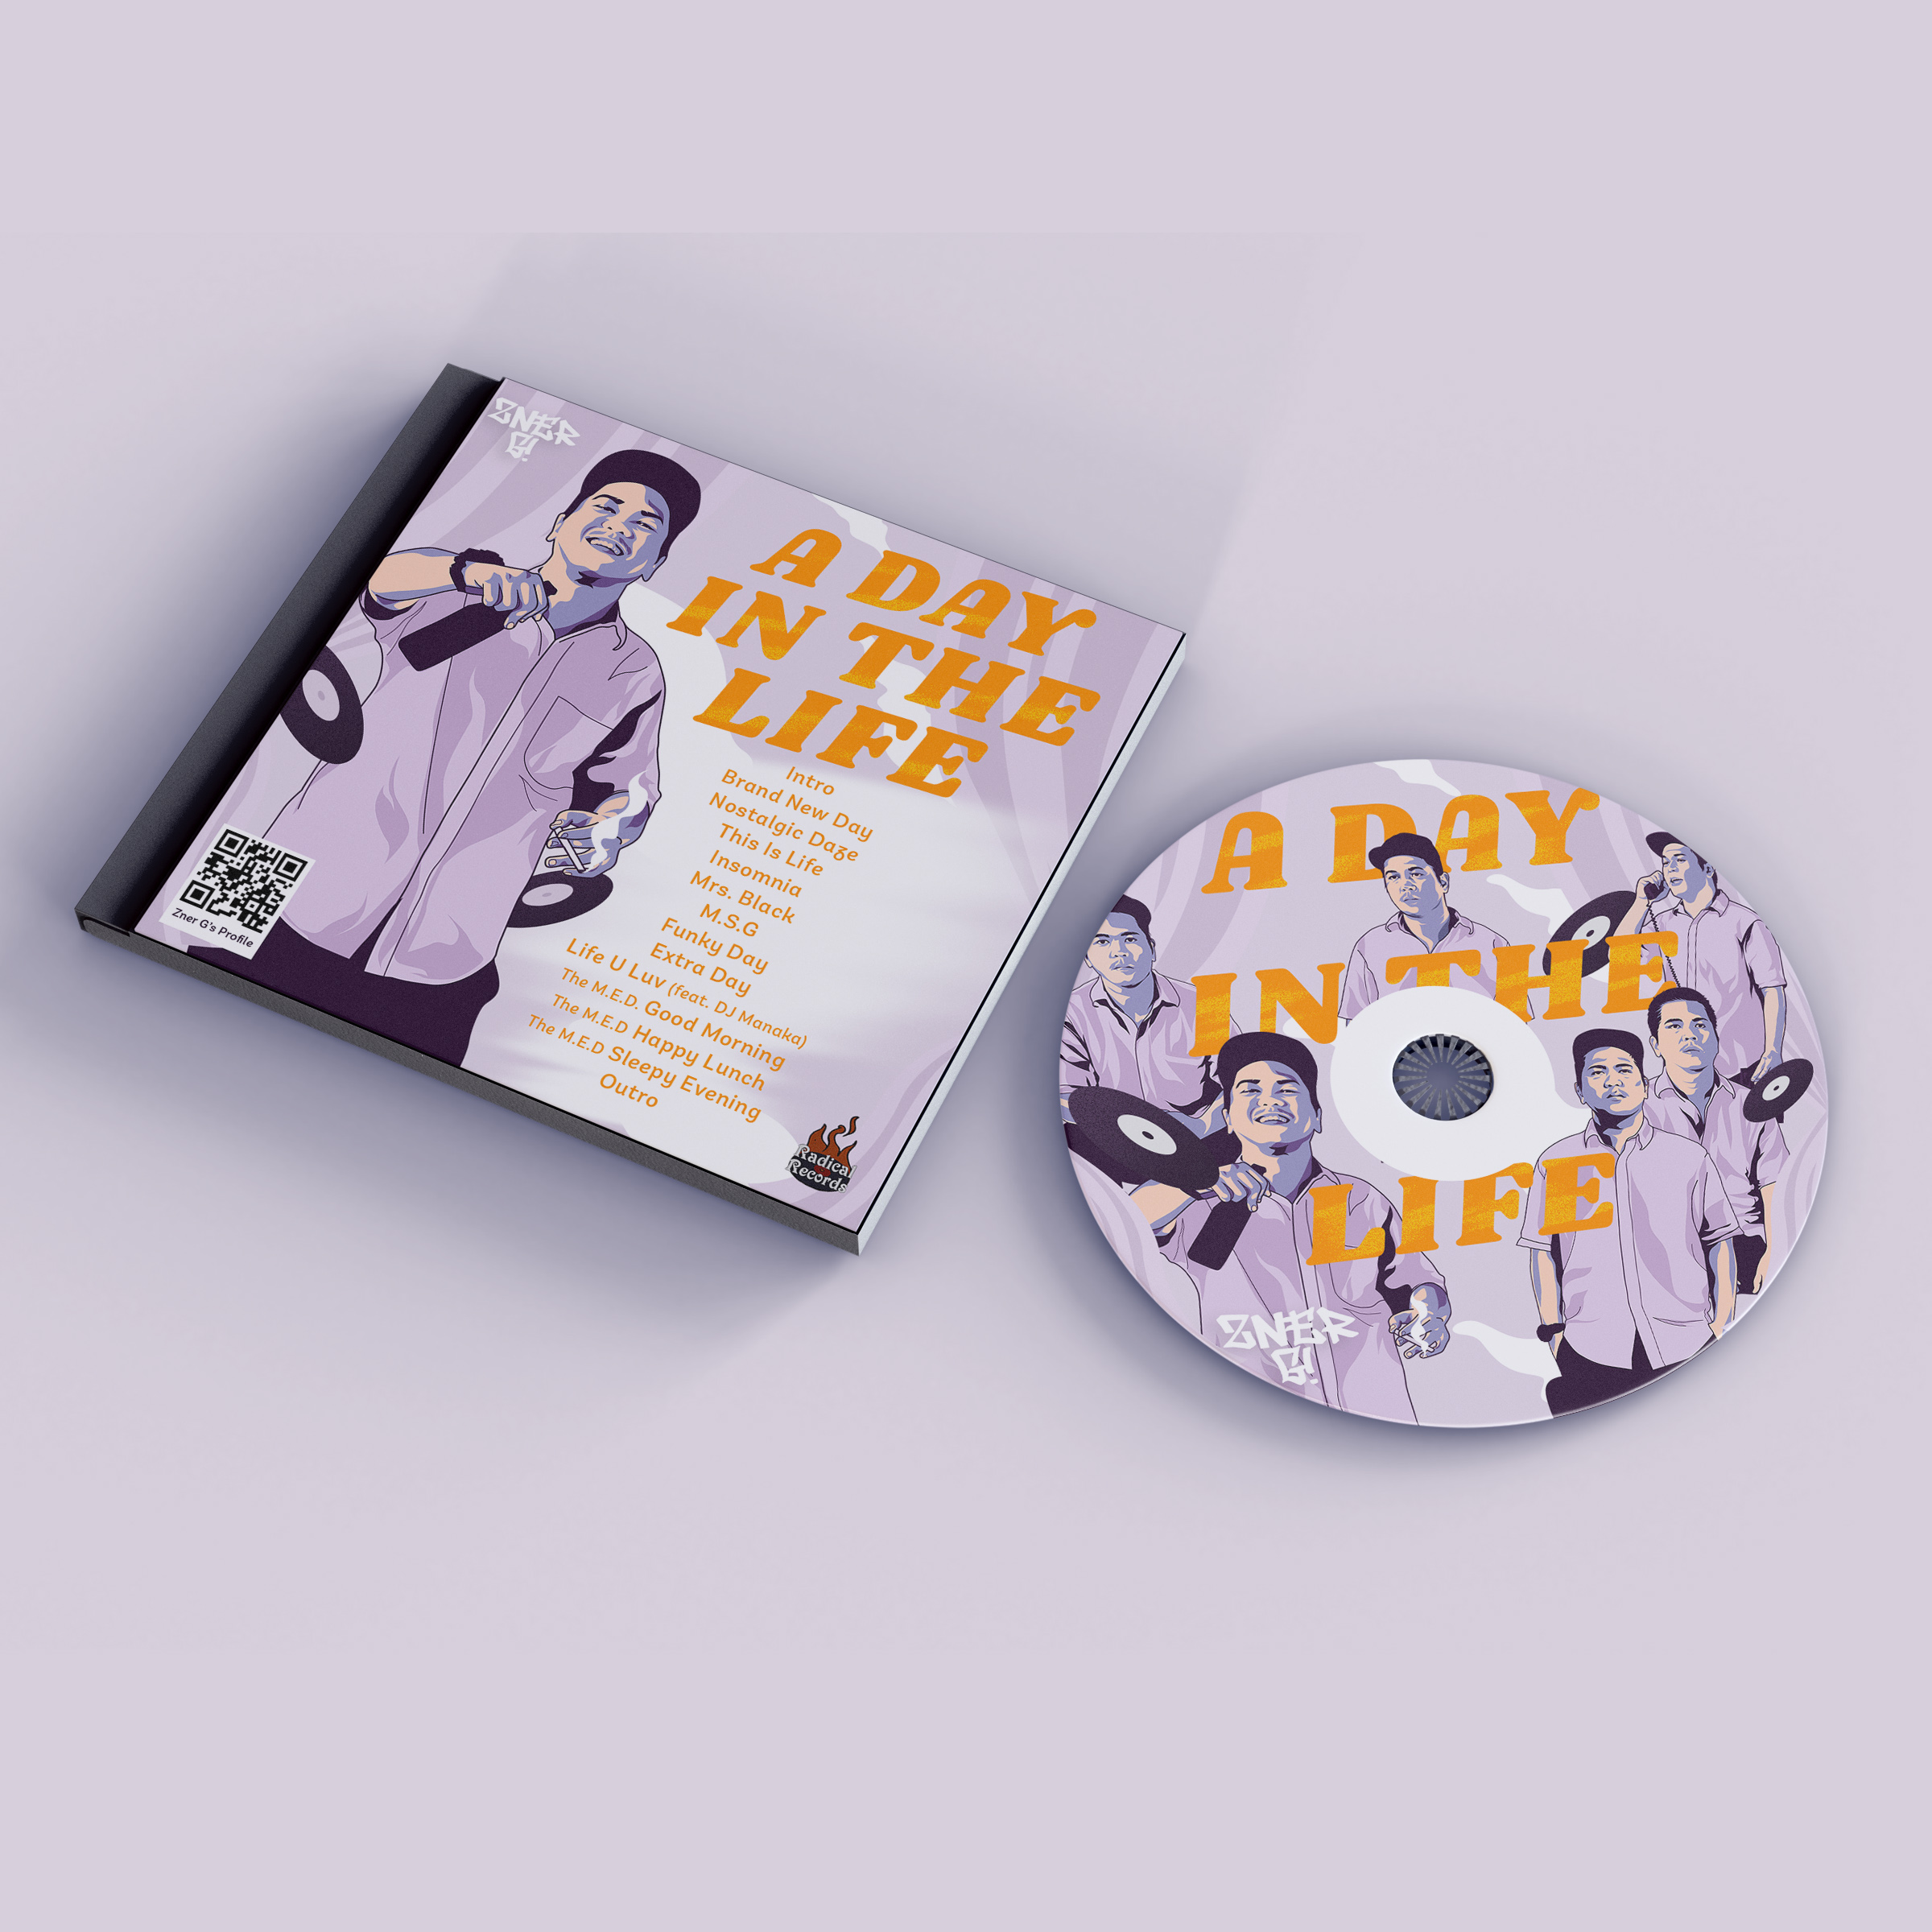 ZNER
G!
A DAY
IN THE
LIFE
Intro
Brand New Day
Nostalgic Daze
This Is Life
Insomnia
Mrs. Black
M.S.G
Funky Day
Extra Day
Life U Luv (feat. DJ Manaka)
The M.E.D. Good Morning
The M.E.D Happy Lunch
The M.E.D Sleepy Evening
Outro
Zner G's Profile
Radical
Records
A DAY
IN THE
LIFE
ZNER
G!